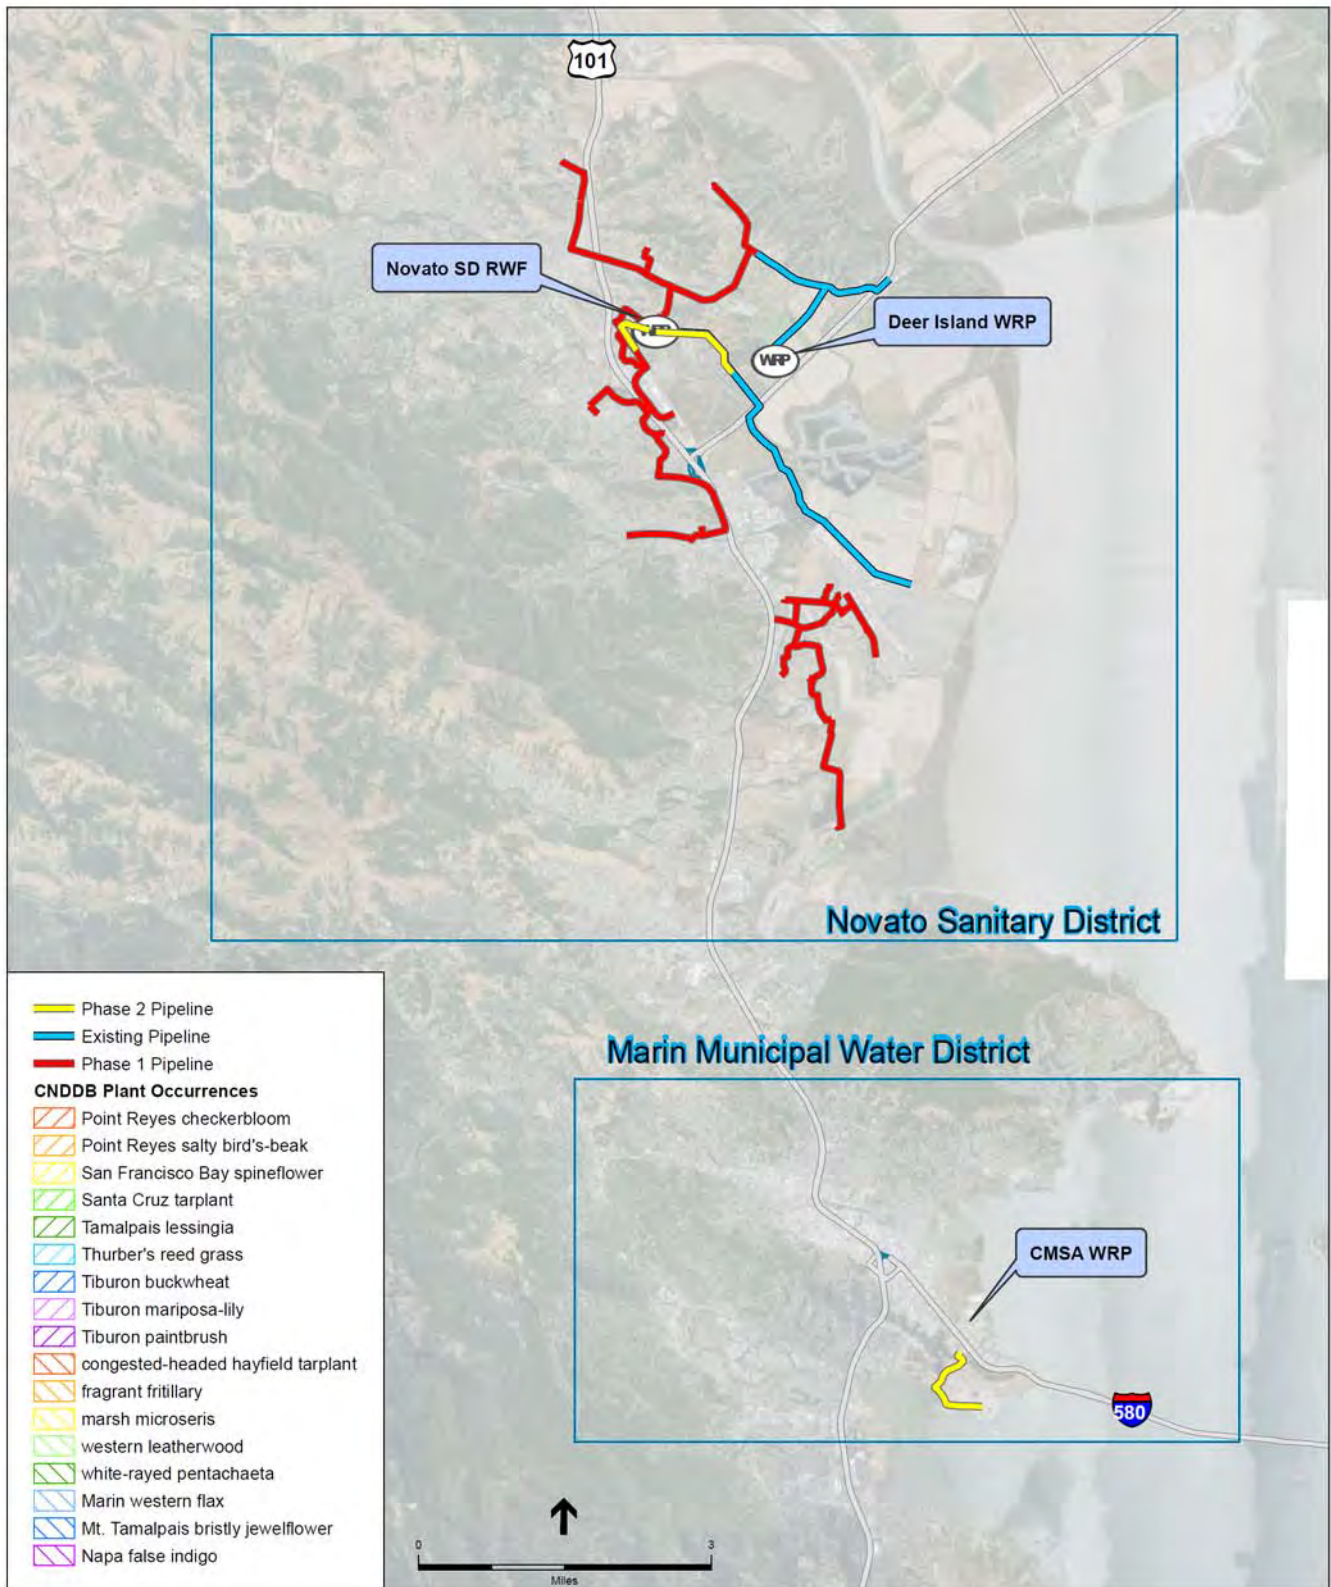 101
Novato SD RWF
Deer Island WRP
WRP
Novato Sanitary District
Marin Municipal Water District
CMSA WRP
580
Phase 2 Pipeline
Existing Pipeline
Phase 1 Pipeline
CNDDB Plant Occurrences
Point Reyes checkerbloom
Point Reyes salty bird's-beak
San Francisco Bay spineflower
Santa Cruz tarplant
Tamalpais lessingia
Thurber's reed grass
Tiburon buckwheat
Tiburon mariposa-lily
Tiburon paintbrush
congested-headed hayfield tarplant
fragrant fritillary
marsh microseris
western leatherwood
white-rayed pentachaeta
Marin western flax
Mt. Tamalpais bristly jewelflower
Napa false indigo
0 3
Miles